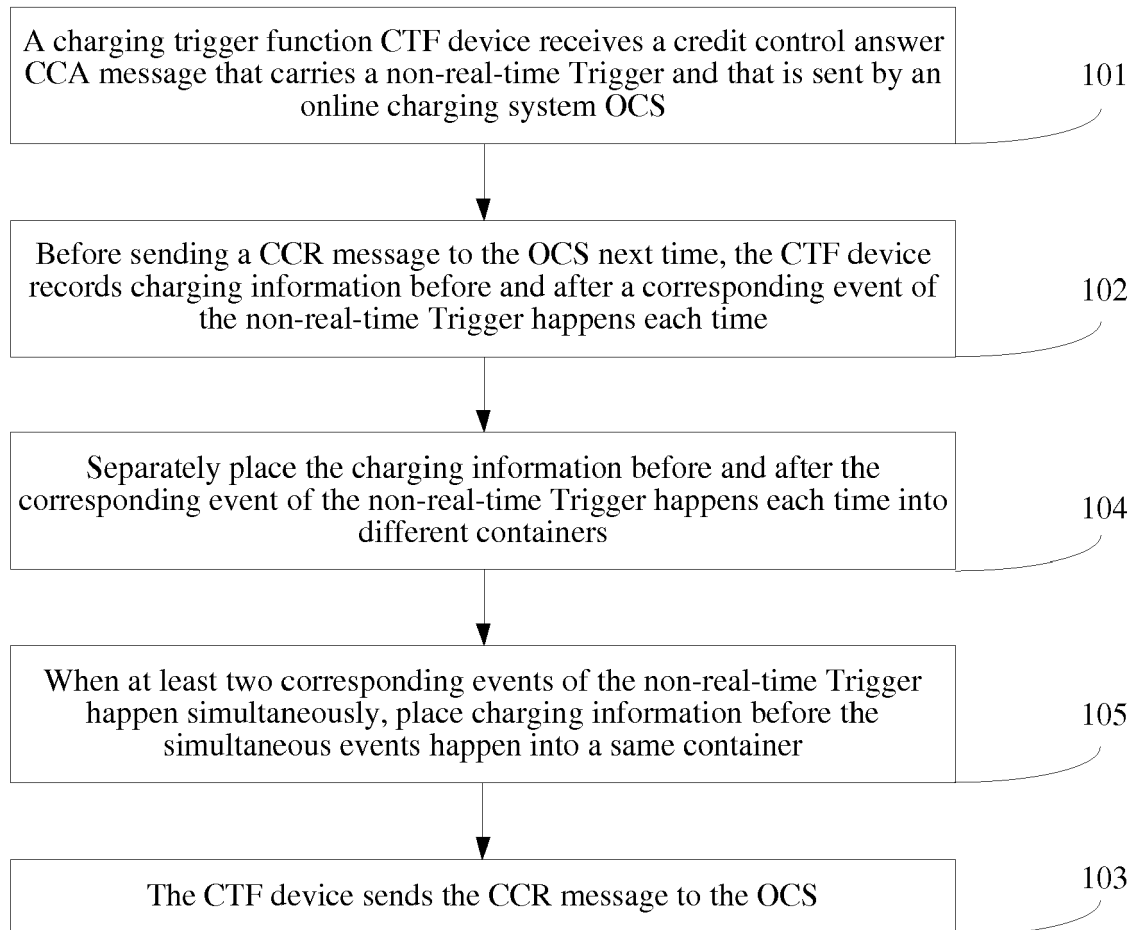 A charging trigger function CTF device receives a credit control answer
CCA message that carries a non-real-time Trigger and that is sent by an
online charging system OCS
101
Before sending a CCR message to the OCS next time, the CTF device
records charging information before and after a corresponding event of
the non-real-time Trigger happens each time
102
Separately place the charging information before and after the
corresponding event of the non-real-time Trigger happens each time into
different containers
104
When at least two corresponding events of the non-real-time Trigger
happen simultaneously, place charging information before the
simultaneous events happen into a same container
105
The CTF device sends the CCR message to the OCS
103